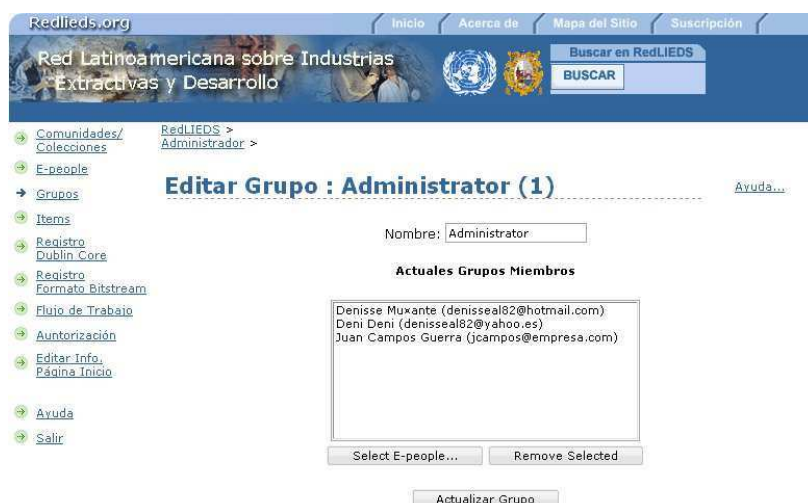 Redlieds.org
Inicio
Acerca de
Mapa del Sitio
Suscripción
Red Latinoamericana sobre Industrias
Extractivas y Desarrollo
Buscar en RedLIEDS
BUSCAR
Comunidades/
Colecciones
E-people
Grupos
Items
Registro
Dublin Core
Registro
Formato Bitstream
Flujo de Trabajo
Auntorización
Editar Info.
Página Inicio
Ayuda
Salir
RedLIEDS >
Administrador >
Editar Grupo : Administrator (1)
Ayuda...
Nombre: Administrator
Actuales Grupos Miembros
Denisse Muxante (denisseal82@hotmail.com)
Deni Deni (denisseal82@yahoo.es)
Juan Campos Guerra (jcampos@empresa.com)
Select E-people...
Remove Selected
Actualizar Grupo